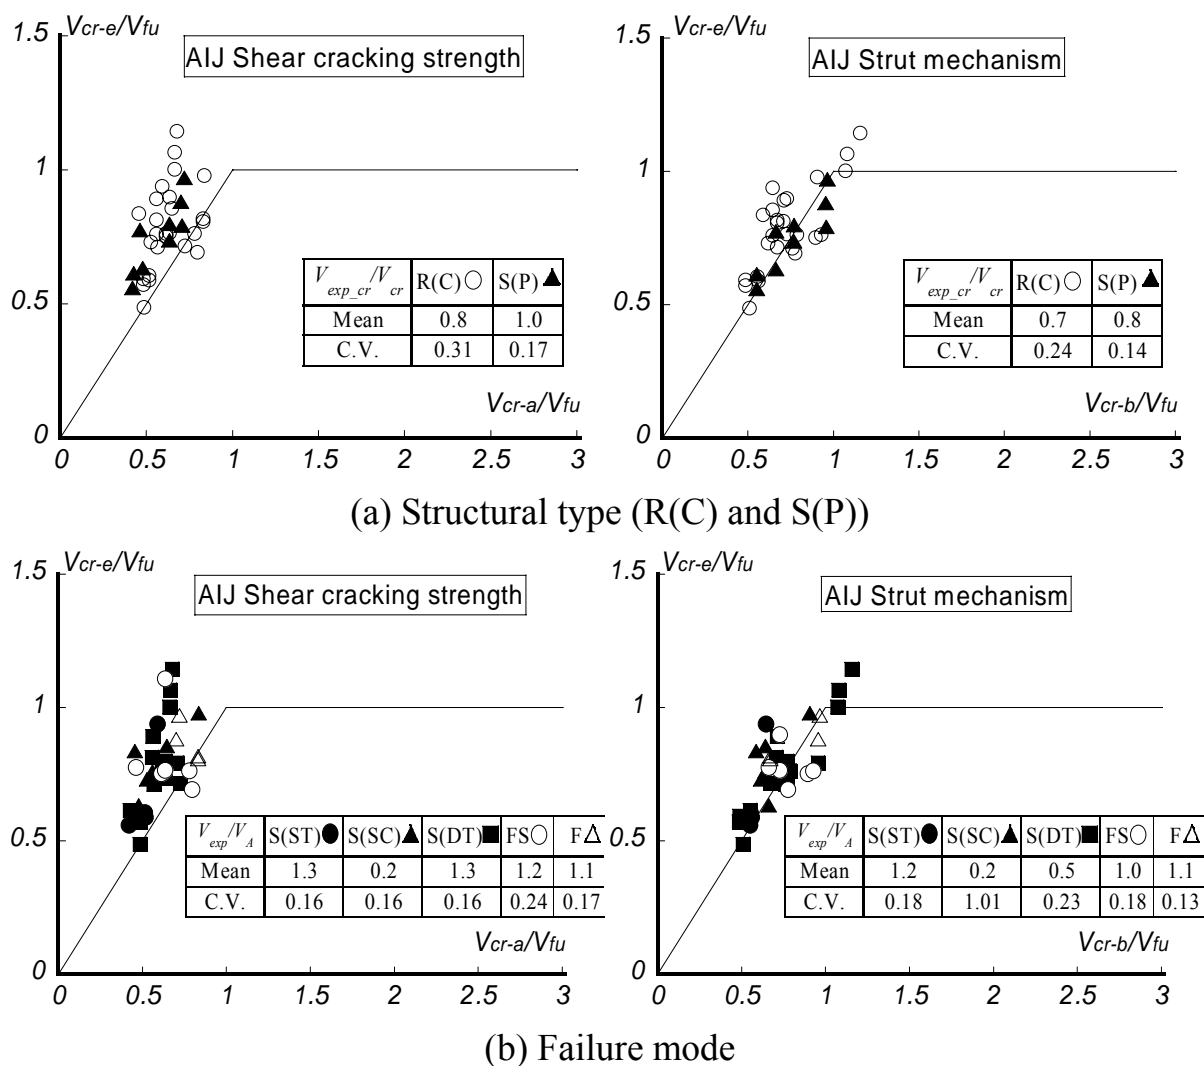 Vcr-e/Vfu
AIJ Shear cracking strength
1.5
1
0.5
0
Vexp_cr/Vcr R(C) S(P)
Mean 0.8 1.0
C.V. 0.31 0.17
Vcr-a/Vfu
0 0.5 1 1.5 2 2.5 3
Vcr-e/Vfu
AIJ Strut mechanism
1.5
1
0.5
0
Vexp_cr/Vcr R(C) S(P)
Mean 0.7 0.8
C.V. 0.24 0.14
Vcr-b/Vfu
0 0.5 1 1.5 2 2.5 3
(a) Structural type (R(C) and S(P))
Vcr-e/Vfu
AIJ Shear cracking strength
1.5
1
0.5
0
Vexp/VA S(ST) S(SC) S(DT) FS F
Mean 1.3 0.2 1.3 1.2 1.1
C.V. 0.16 0.16 0.16 0.24 0.17
Vcr-a/Vfu
0 0.5 1 1.5 2 2.5 3
Vcr-e/Vfu
AIJ Strut mechanism
1.5
1
0.5
0
Vexp/VA S(ST) S(SC) S(DT) FS F
Mean 1.2 0.2 0.5 1.0 1.1
C.V. 0.18 1.01 0.23 0.18 0.13
Vcr-b/Vfu
0 0.5 1 1.5 2 2.5 3
(b) Failure mode